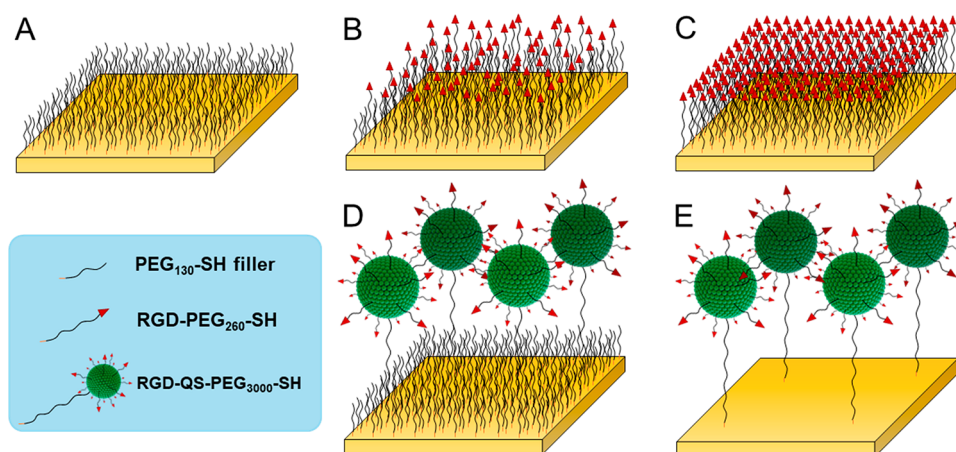 A
B
C
D
E
PEG₁₃₀-SH filler
RGD-PEG₂₆₀-SH
RGD-QS-PEG₃₀₀₀-SH